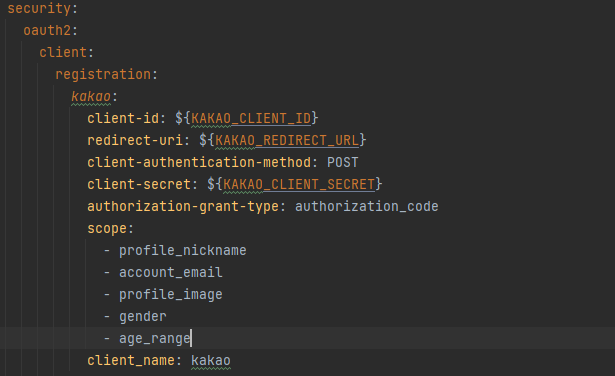 security:
oauth2:
client:
registration:
kakao:
client-id: ${KAKAO_CLIENT_ID}
redirect-uri: ${KAKAO_REDIRECT_URL}
client-authentication-method: POST
client-secret: ${KAKAO_CLIENT_SECRET}
authorization-grant-type: authorization_code
scope:
- profile_nickname
- account_email
- profile_image
- gender
- age_range
client_name: kakao